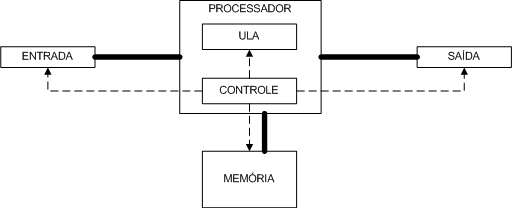 PROCESSADOR
ULA
ENTRADA
SAÍDA
CONTROLE
MEMÓRIA